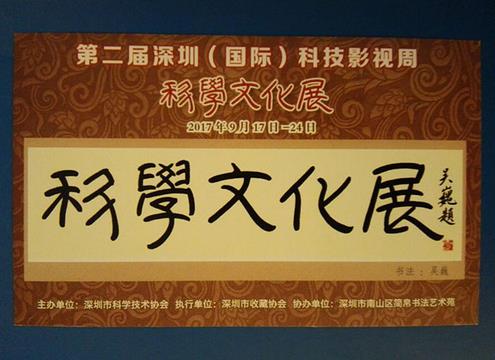 第二届深圳（国际）科技影视周
科學文化展
2017年9月17日-24日
科學文化展
吴巍题
书法：吴巍
主办单位：深圳市科学技术协会 执行单位：深圳市收藏协会 协办单位：深圳市南山区简帛书法艺术苑